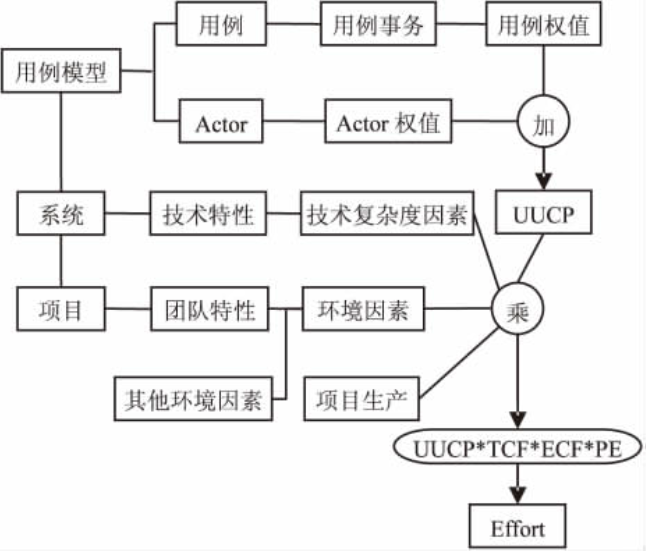 用例
用例事务
用例权值
用例模型
Actor
Actor 权值
加
系统
技术特性
技术复杂度因素
UUCP
项目
团队特性
环境因素
乘
其他环境因素
项目生产
UUCP*TCF*ECF*PE
Effort